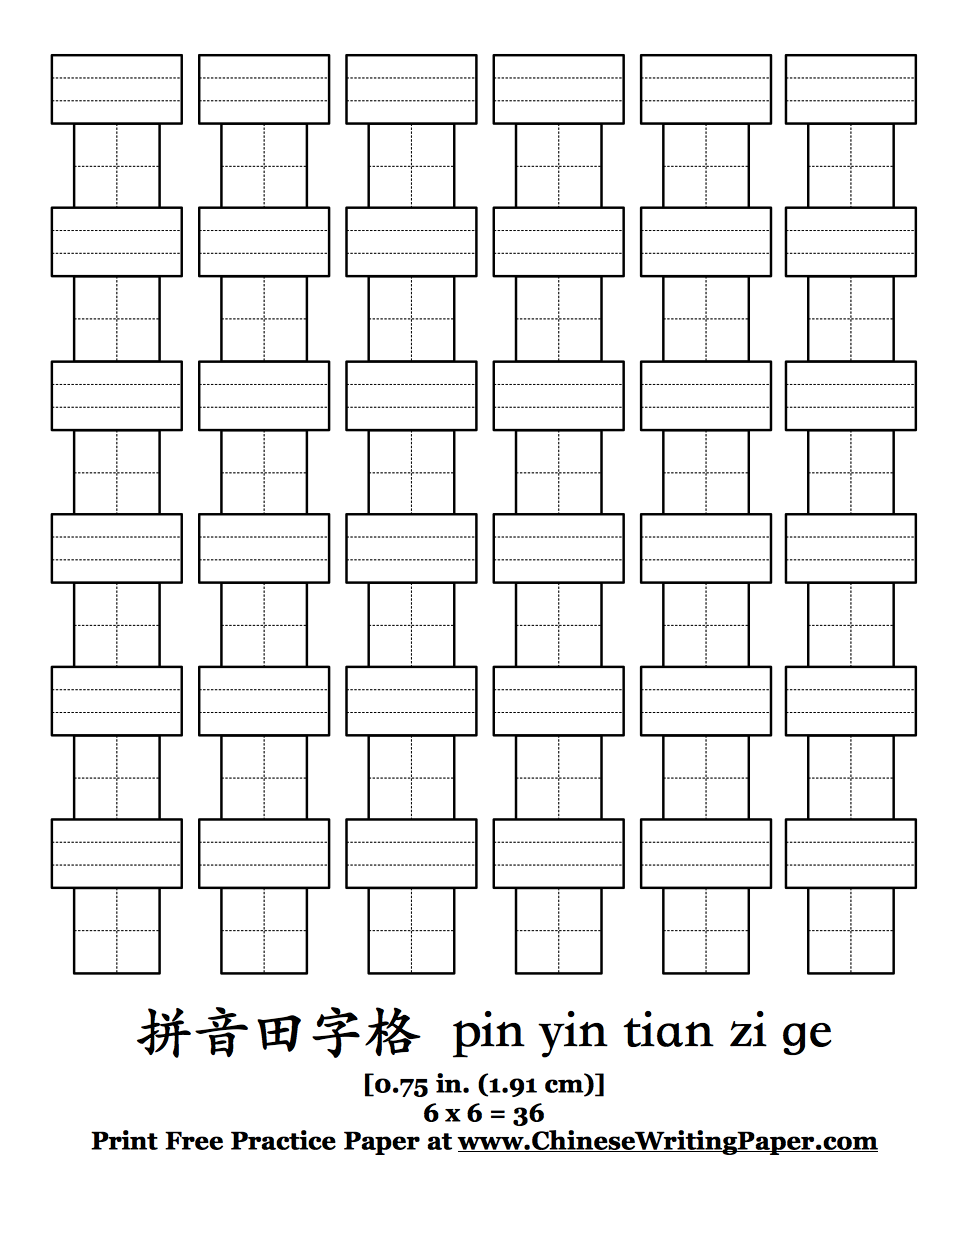 拼音田字格 pin yin tian zi ge
[0.75 in. (1.91 cm)]
6 x 6 = 36
Print Free Practice Paper at www.ChineseWritingPaper.com